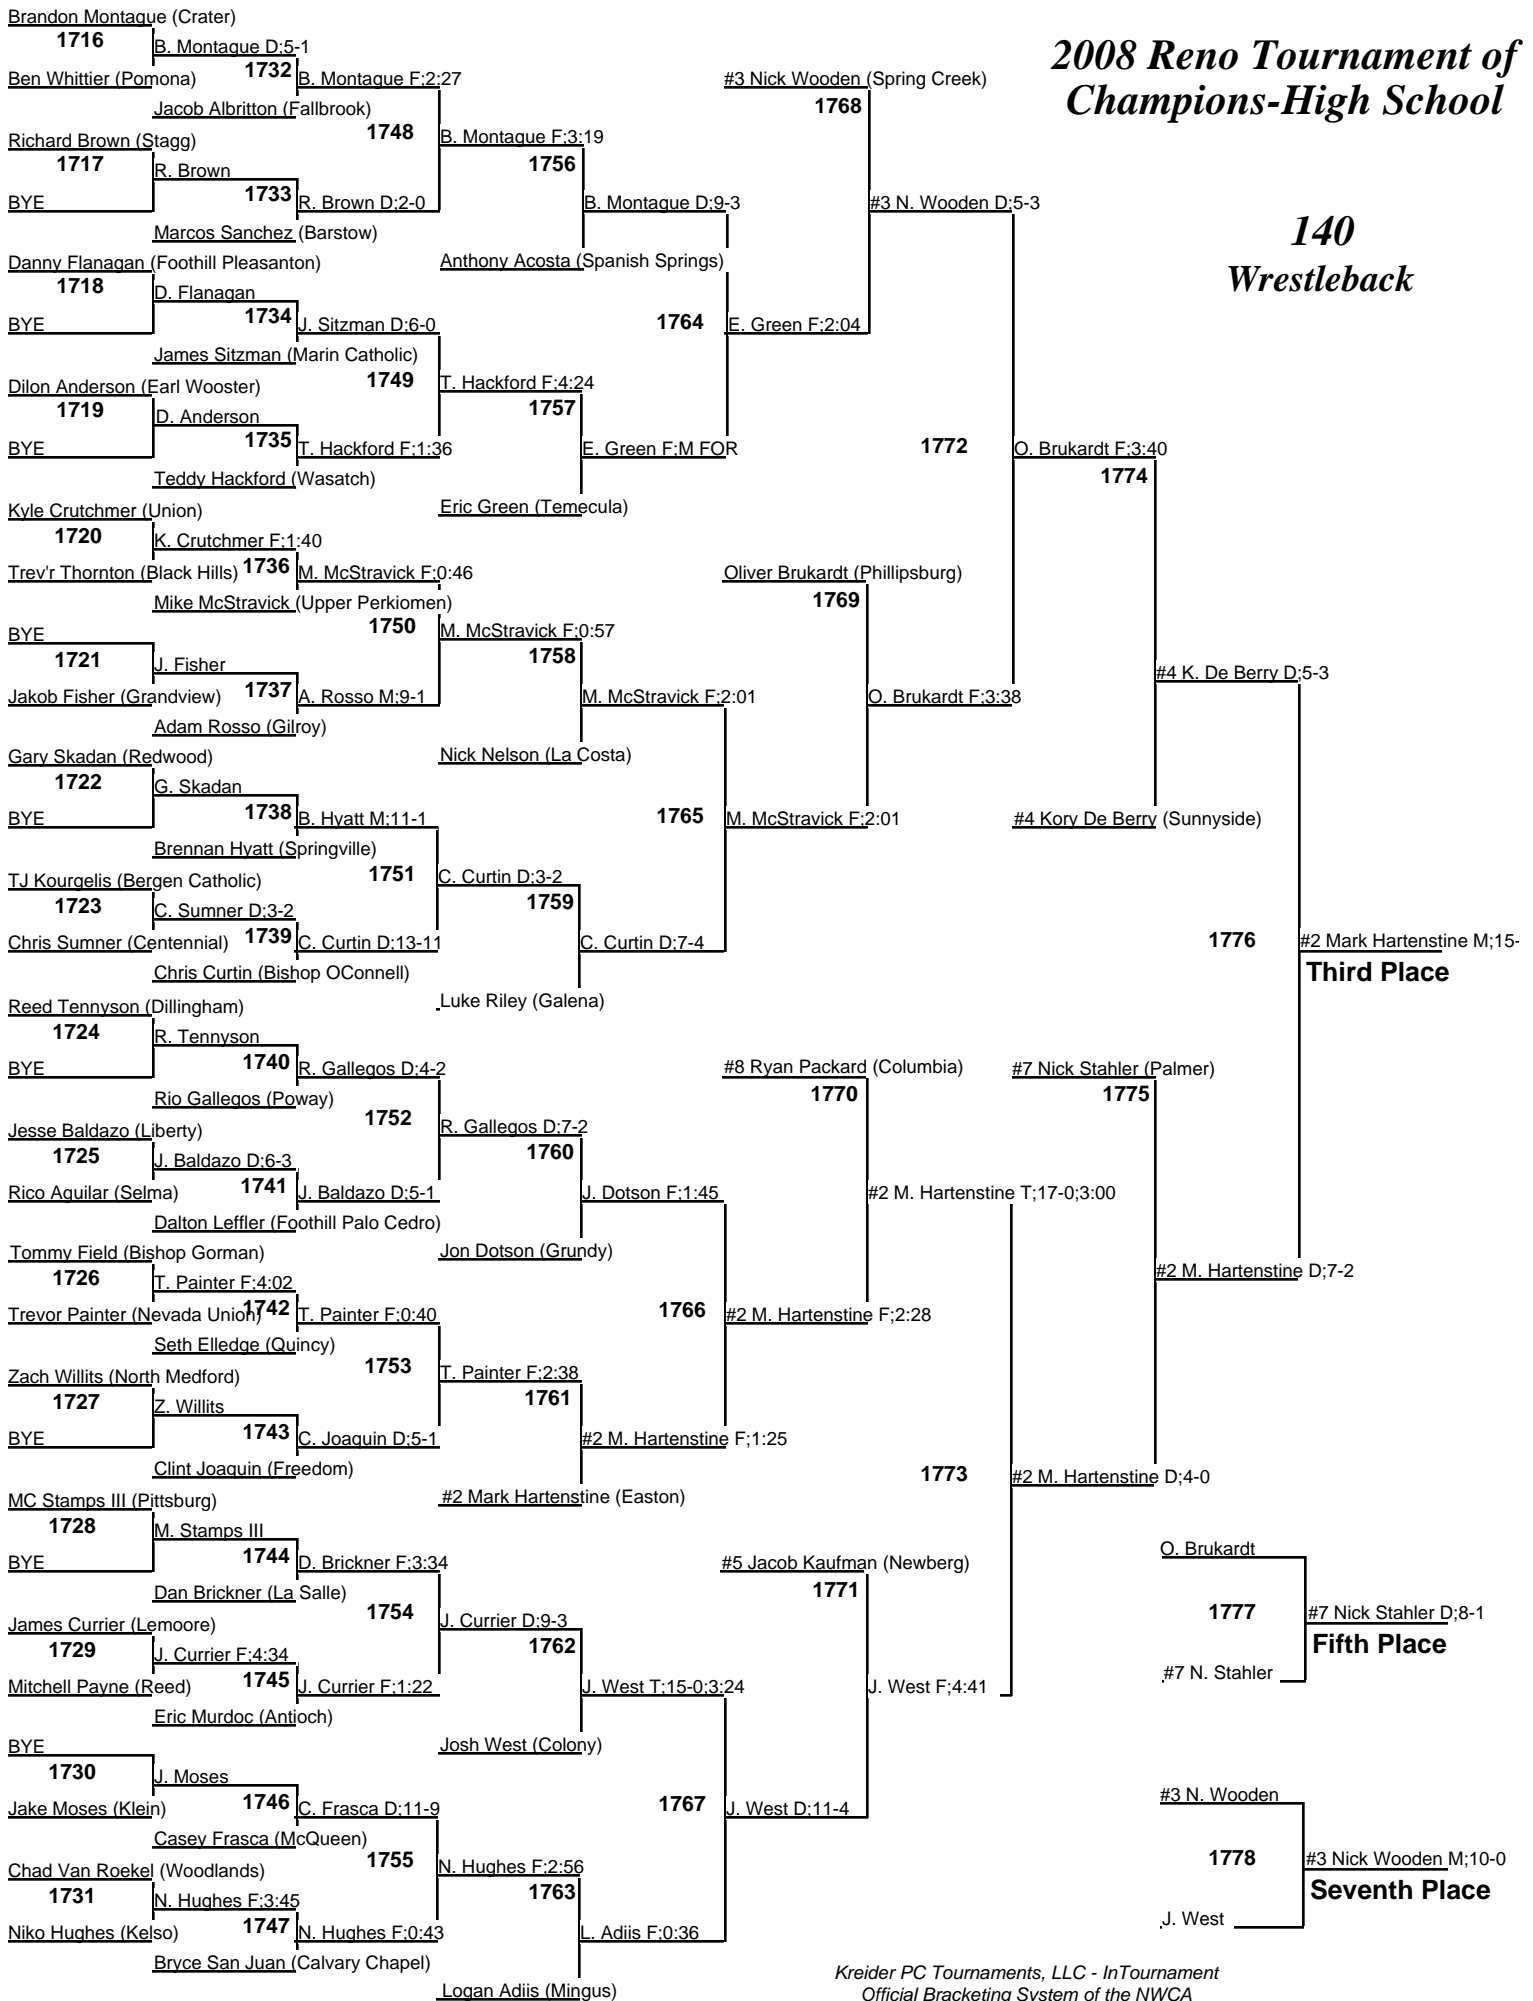 Brandon Montague (Crater)
1716
B. Montague D;5-1
Ben Whittier (Pomona)
1732
B. Montague F;2:27
Jacob Albritton (Fallbrook)
1748
Richard Brown (Stagg)
1717
R. Brown
BYE
1733
R. Brown D;2-0
Marcos Sanchez (Barstow)
B. Montague F;3:19
1756
B. Montague D;9-3
Anthony Acosta (Spanish Springs)
Danny Flanagan (Foothill Pleasanton)
1718
D. Flanagan
BYE
1734
J. Sitzman D;6-0
James Sitzman (Marin Catholic)
1749
Dilon Anderson (Earl Wooster)
1719
D. Anderson
BYE
1735
T. Hackford F;1:36
Teddy Hackford (Wasatch)
T. Hackford F;4:24
1757
E. Green F;M FOR
Eric Green (Temecula)
1764
E. Green F;2:04
#3 Nick Wooden (Spring Creek)
1768
#3 N. Wooden D;5-3
2008 Reno Tournament of
Champions-High School
140
Wrestleback
Kyle Crutchmer (Union)
1720
K. Crutchmer F;1:40
Trev'r Thornton (Black Hills)
1736
M. McStravick F;0:46
Mike McStravick (Upper Perkiomen)
1750
BYE
1721
J. Fisher
Jakob Fisher (Grandview)
1737
A. Rosso M;9-1
Adam Rosso (Gilroy)
M. McStravick F;0:57
1758
M. McStravick F;2:01
Nick Nelson (La Costa)
Gary Skadan (Redwood)
1722
G. Skadan
BYE
1738
B. Hyatt M;11-1
Brennan Hyatt (Springville)
1751
TJ Kourgelis (Bergen Catholic)
1723
C. Sumner D;3-2
Chris Sumner (Centennial)
1739
C. Curtin D;13-11
Chris Curtin (Bishop OConnell)
C. Curtin D;3-2
1759
C. Curtin D;7-4
Luke Riley (Galena)
1765
M. McStravick F;2:01
Oliver Brukardt (Phillipsburg)
1769
O. Brukardt F;3:38
1772
O. Brukardt F;3:40
1774
#4 K. De Berry D;5-3
#4 Kory De Berry (Sunnyside)
1776
#2 Mark Hartenstine M;15-
Third Place
Reed Tennyson (Dillingham)
1724
R. Tennyson
BYE
1740
R. Gallegos D;4-2
Rio Gallegos (Poway)
1752
Jesse Baldazo (Liberty)
1725
J. Baldazo D;6-3
Rico Aguilar (Selma)
1741
J. Baldazo D;5-1
Dalton Leffler (Foothill Palo Cedro)
R. Gallegos D;7-2
1760
J. Dotson F;1:45
Jon Dotson (Grundy)
Tommy Field (Bishop Gorman)
1726
T. Painter F;4:02
Trevor Painter (Nevada Union)
1742
T. Painter F;0:40
Seth Elledge (Quincy)
1753
Zach Willits (North Medford)
1727
Z. Willits
BYE
1743
C. Joaquin D;5-1
Clint Joaquin (Freedom)
T. Painter F;2:38
1761
#2 M. Hartenstine F;1:25
#2 Mark Hartenstine (Easton)
1766
#2 M. Hartenstine F;2:28
#8 Ryan Packard (Columbia)
1770
#2 M. Hartenstine T;17-0;3:00
#7 Nick Stahler (Palmer)
1775
#2 M. Hartenstine D;7-2
MC Stamps III (Pittsburg)
1728
M. Stamps III
BYE
1744
D. Brickner F;3:34
Dan Brickner (La Salle)
1754
James Currier (Lemoore)
1729
J. Currier F;4:34
Mitchell Payne (Reed)
1745
J. Currier F;1:22
Eric Murdoc (Antioch)
J. Currier D;9-3
1762
J. West T;15-0;3:24
Josh West (Colony)
BYE
1730
J. Moses
Jake Moses (Klein)
1746
C. Frasca D;11-9
Casey Frasca (McQueen)
1755
Chad Van Roekel (Woodlands)
1731
N. Hughes F;3:45
Niko Hughes (Kelso)
1747
N. Hughes F;0:43
Bryce San Juan (Calvary Chapel)
N. Hughes F;2:56
1763
L. Adiis F;0:36
Logan Adiis (Mingus)
1767
J. West D;11-4
#5 Jacob Kaufman (Newberg)
1771
J. West F;4:41
1773
#2 M. Hartenstine D;4-0
O. Brukardt
1777
#7 Nick Stahler D;8-1
Fifth Place
#7 N. Stahler
#3 N. Wooden
1778
#3 Nick Wooden M;10-0
Seventh Place
J. West
Kreider PC Tournaments, LLC - InTournament
Official Bracketing System of the NWCA